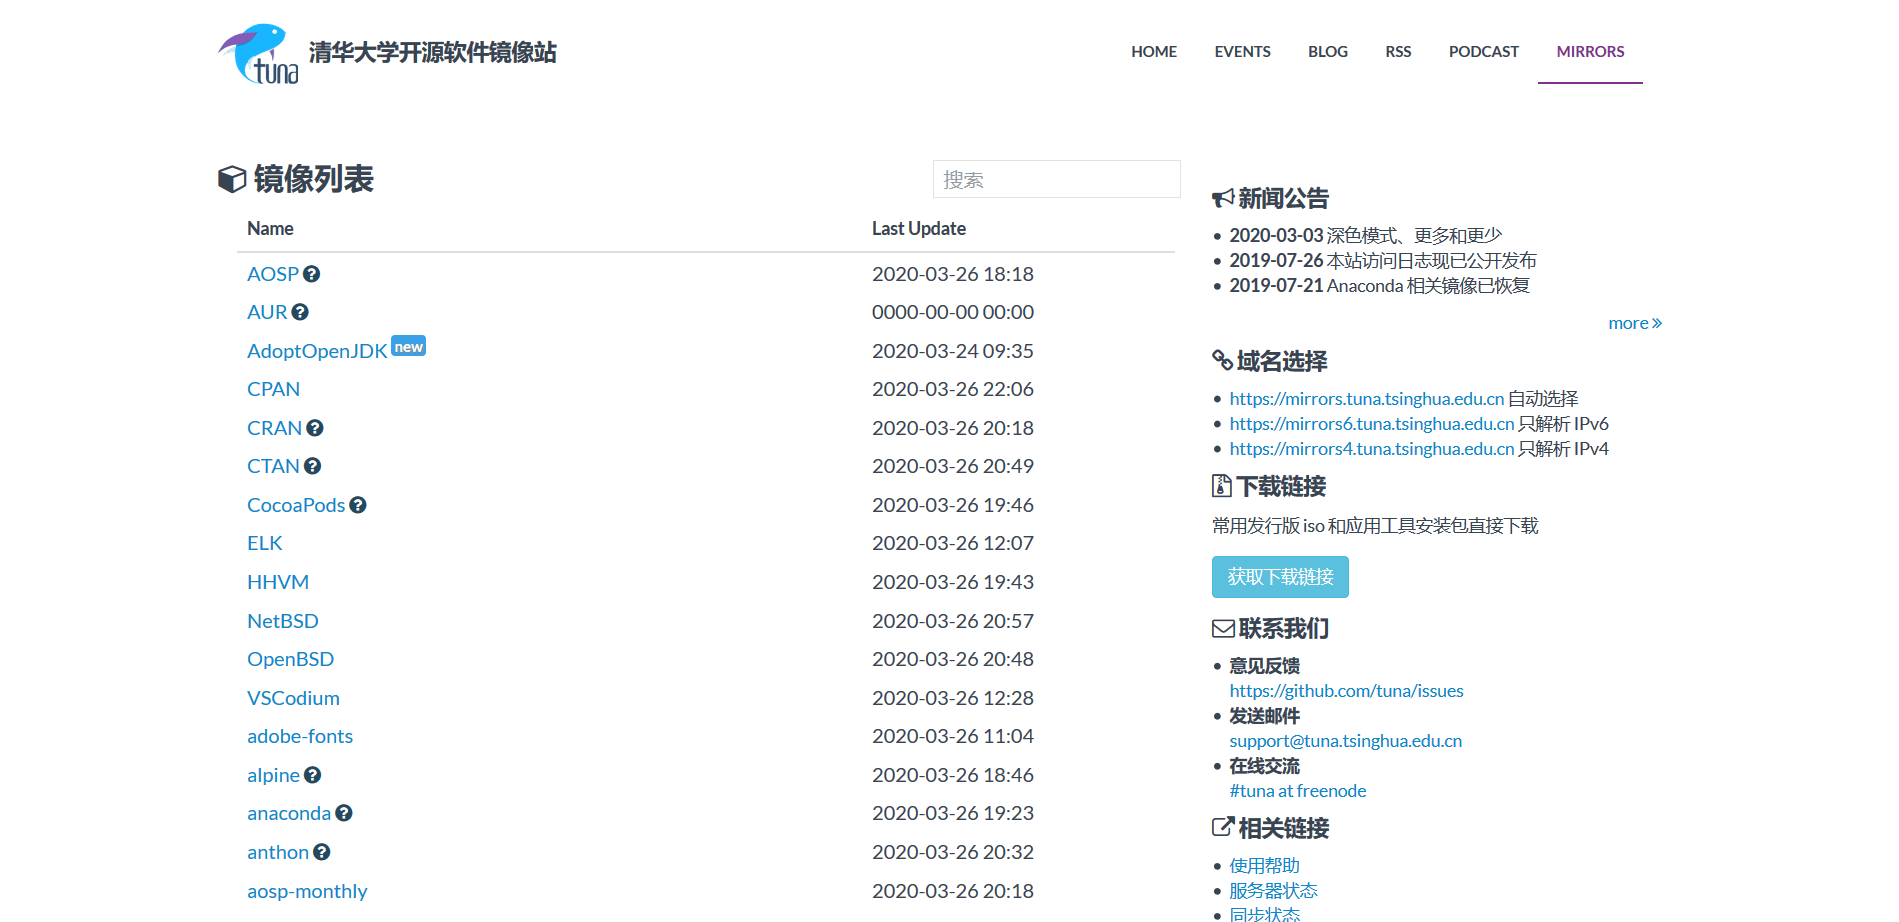 tuna
清华大学开源软件镜像站
HOME EVENTS BLOG RSS PODCAST MIRRORS
镜像列表
搜索
Name Last Update
AOSP 2020-03-26 18:18
AUR 0000-00-00 00:00
AdoptOpenJDK new 2020-03-24 09:35
CPAN 2020-03-26 22:06
CRAN 2020-03-26 20:18
CTAN 2020-03-26 20:49
CocoaPods 2020-03-26 19:46
ELK 2020-03-26 12:07
HHVM 2020-03-26 19:43
NetBSD 2020-03-26 20:57
OpenBSD 2020-03-26 20:48
VSCodium 2020-03-26 12:28
adobe-fonts 2020-03-26 11:04
alpine 2020-03-26 18:46
anaconda 2020-03-26 19:23
anthon 2020-03-26 20:32
aosp-monthly 2020-03-26 20:18
新闻公告
2020-03-03 深色模式、更多和更少
2019-07-26 本站访问日志现已公开发布
2019-07-21 Anaconda 相关镜像已恢复
more »
域名选择
https://mirrors.tuna.tsinghua.edu.cn 自动选择
https://mirrors6.tuna.tsinghua.edu.cn 只解析 IPv6
https://mirrors4.tuna.tsinghua.edu.cn 只解析 IPv4
下载链接
常用发行版 iso 和应用工具安装包直接下载
获取下载链接
联系我们
意见反馈
https://github.com/tuna/issues
发送邮件
support@tuna.tsinghua.edu.cn
在线交流
#tuna at freenode
相关链接
使用帮助
服务器状态
同步状态